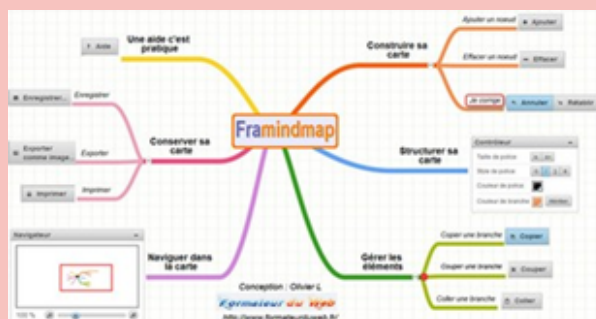 Framindmap
Une aide c'est
pratique
Aide
Construire sa
carte
Ajouter un noeud
Ajouter
Effacer un noeud
Effacer
Je corrige
Annuler
Rétablir
Conserver sa
carte
Enregistrer
Enregistrer...
Exporter
Exporter
comme image...
Imprimer
Imprimer
Structurer sa
carte
Contrôleur
Taille de police
Style de police
Couleur de police
Couleur de branche
Naviguer dans
la carte
Navigateur
100 %
Gérer les
éléments
Copier une branche
Copier
Couper une branche
Couper
Coller une branche
Coller
Conception : Olivier L
Formateur du Web